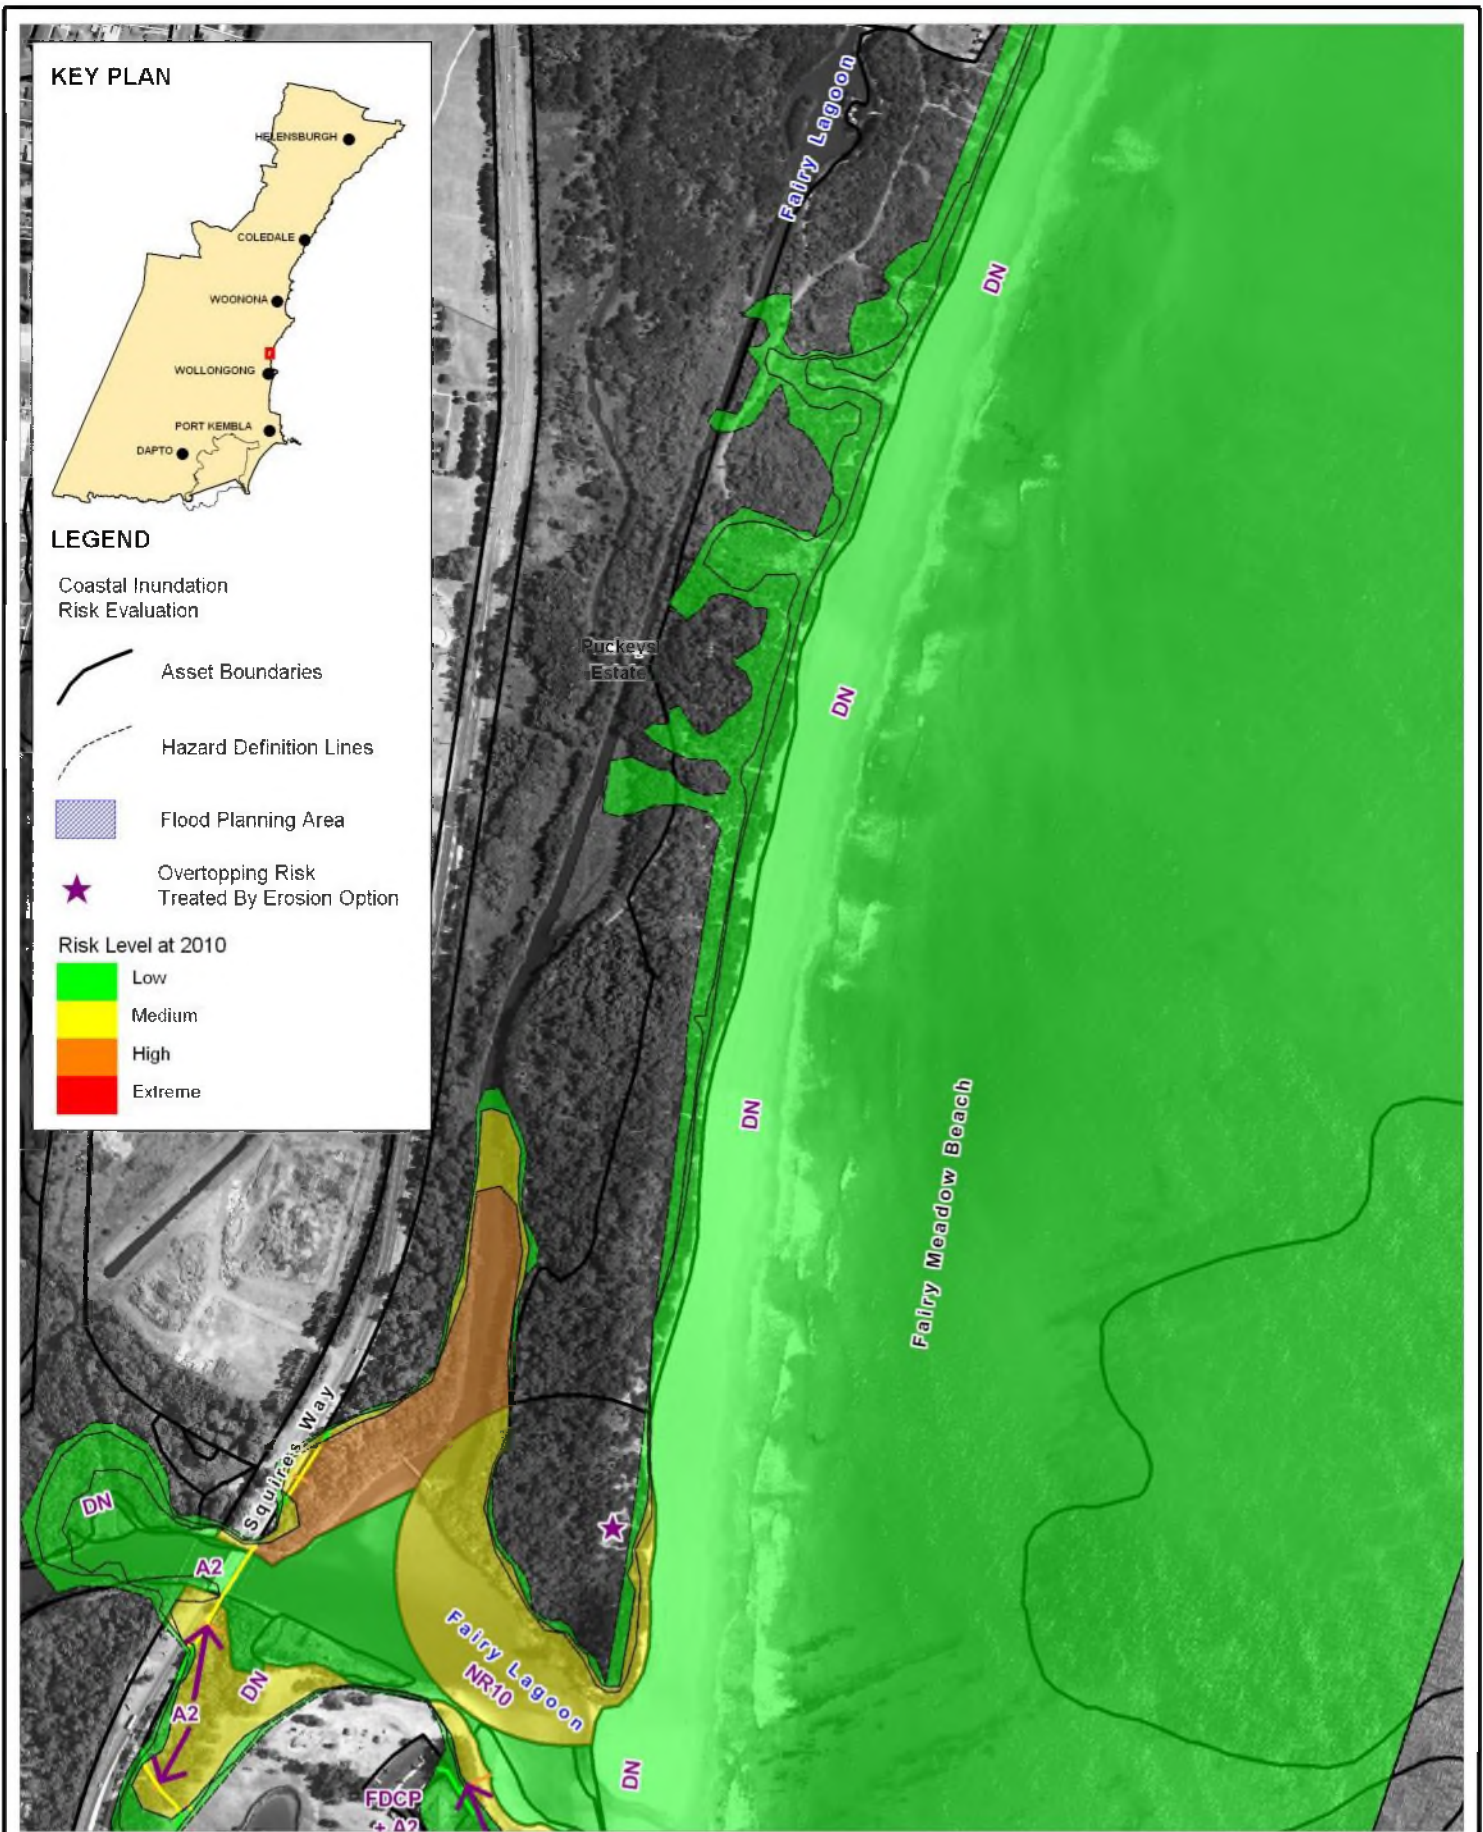 KEY PLAN
HELENSBURGH
COLEDALE
WOONONA
WOLLONGONG
PORT KEMBLA
DAPTO
LEGEND
Coastal Inundation
Risk Evaluation
Asset Boundaries
Hazard Definition Lines
Flood Planning Area
Overtopping Risk
Treated By Erosion Option
Risk Level at 2010
Low
Medium
High
Extreme
Fairy Lagoon
DN
Puckeys
Estate
DN
DN
Fairy Meadow Beach
Squires Way
DN
A2
Fairy Lagoon
NR10
DN
A2
DN
FDCP
+ A2